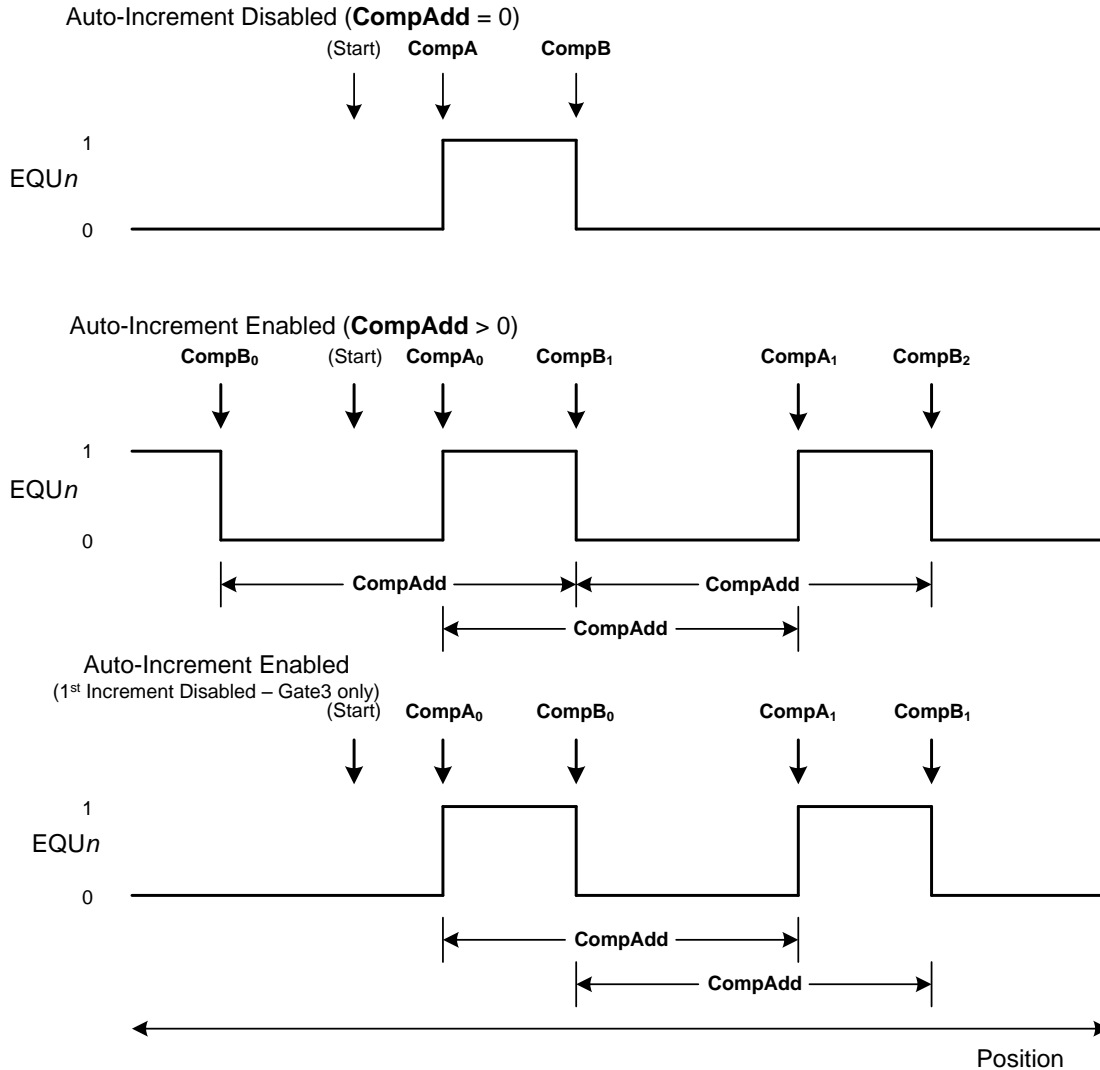 Auto-Increment Disabled (CompAdd = 0)
(Start) CompA CompB
1
EQUn
0
Auto-Increment Enabled (CompAdd > 0)
CompB₀ (Start) CompA₀ CompB₁ CompA₁ CompB₂
1
EQUn
0
CompAdd CompAdd
CompAdd
Auto-Increment Enabled
(1ˢᵗ Increment Disabled – Gate3 only)
(Start) CompA₀ CompB₀ CompA₁ CompB₁
1
EQUn
0
CompAdd
CompAdd
Position